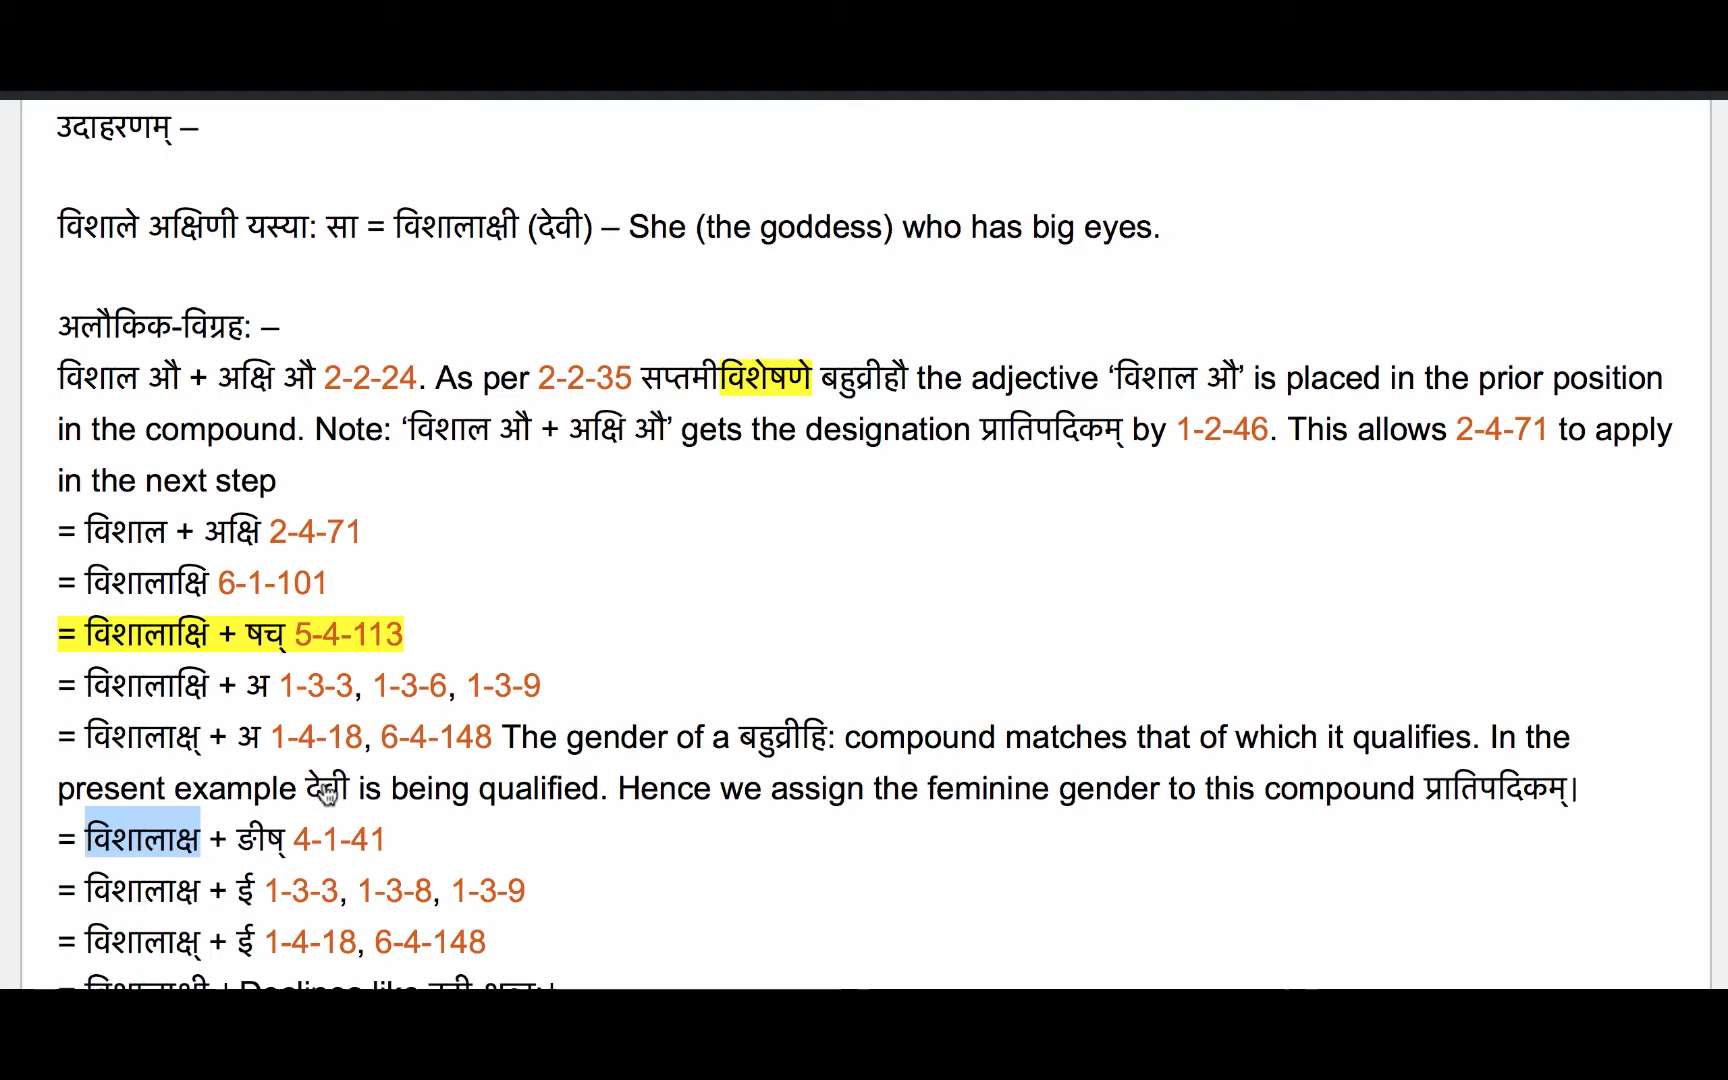 उदाहरणम् –
विशाले अक्षिणी यस्या: सा = विशालाक्षी (देवी) – She (the goddess) who has big eyes.
अलौकिक-विग्रह: –
विशाल औ + अक्षि औ 2-2-24. As per 2-2-35 सप्तमीविशेषणे बहुव्रीहौ the adjective ‘विशाल औ’ is placed in the prior position
in the compound. Note: ‘विशाल औ + अक्षि औ’ gets the designation प्रातिपदिकम् by 1-2-46. This allows 2-4-71 to apply
in the next step
= विशाल + अक्षि 2-4-71
= विशालाक्षि 6-1-101
= विशालाक्षि + षच् 5-4-113
= विशालाक्षि + अ 1-3-3, 1-3-6, 1-3-9
= विशालाक्ष् + अ 1-4-18, 6-4-148 The gender of a बहुव्रीहि: compound matches that of which it qualifies. In the
present example देवी is being qualified. Hence we assign the feminine gender to this compound प्रातिपदिकम्।
= विशालाक्ष + ङीष् 4-1-41
= विशालाक्ष + ई 1-3-3, 1-3-8, 1-3-9
= विशालाक्ष् + ई 1-4-18, 6-4-148
= विशालाक्षी । Declines like